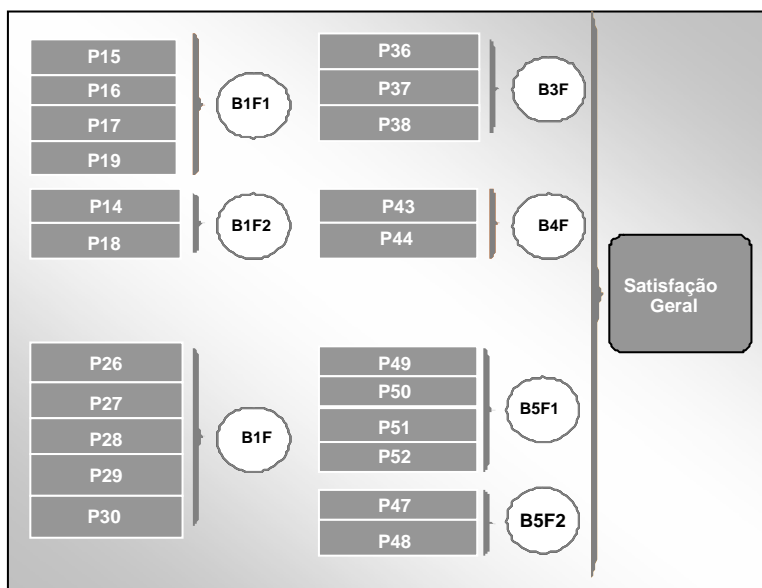 P15
P16
P17
P19
B1F1
P14
P18
B1F2
P26
P27
P28
P29
P30
B1F
P36
P37
P38
B3F
P43
P44
B4F
P49
P50
P51
P52
B5F1
P47
P48
B5F2
Satisfação
Geral